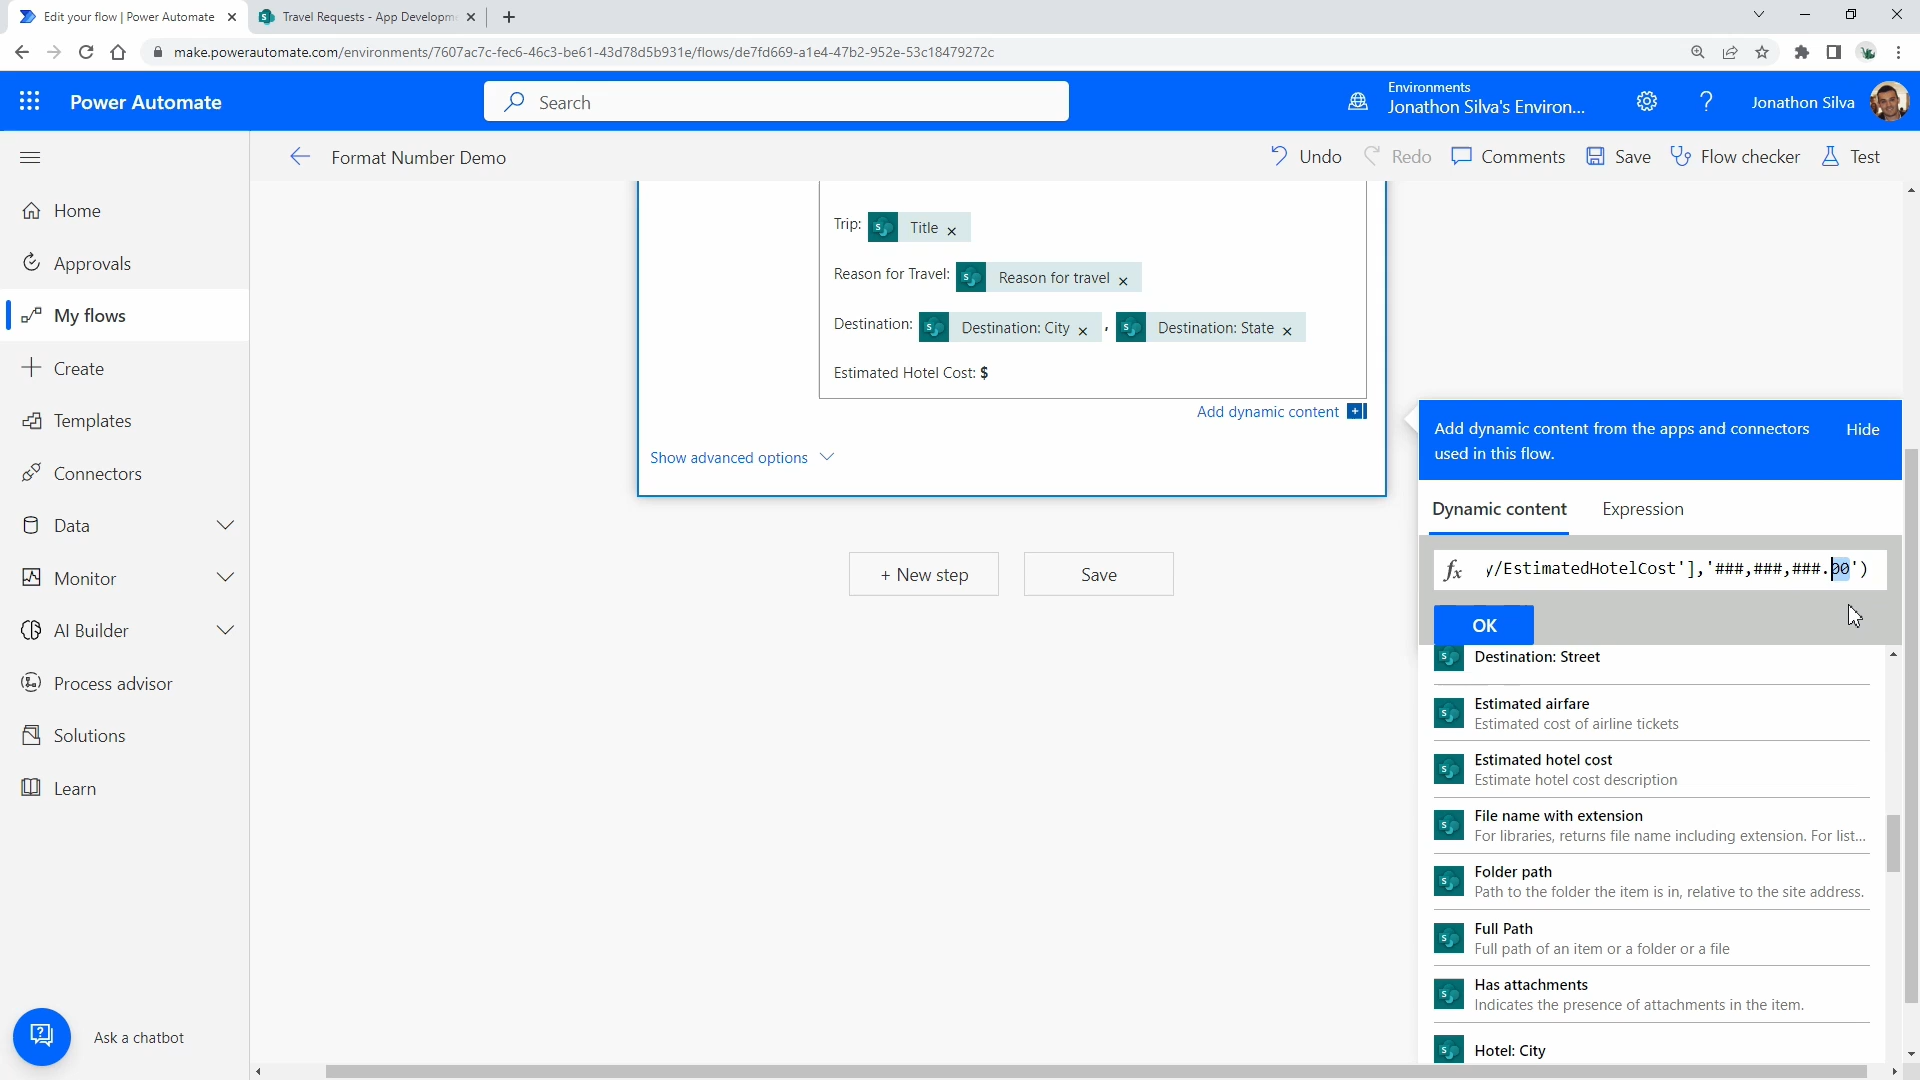 Edit your flow | Power Automate
Travel Requests - App Developm
make.powerautomate.com/environments/7607ac7c-fec6-46c3-be61-43d78d5b931e/flows/de7fd669-a1e4-47b2-952e-53c18479272c
Power Automate
Search
Environments
Jonathon Silva's Environ...
Jonathon Silva
Format Number Demo
Undo
Redo
Comments
Save
Flow checker
Test
Home
Approvals
My flows
Create
Templates
Connectors
Data
Monitor
AI Builder
Process advisor
Solutions
Learn
Ask a chatbot
Trip: Title
Reason for Travel: Reason for travel
Destination: Destination: City , Destination: State
Estimated Hotel Cost: $
Add dynamic content
Show advanced options
+ New step
Save
Add dynamic content from the apps and connectors
used in this flow.
Hide
Dynamic content
Expression
fx y/EstimatedHotelCost'],'###,###,###.00')
OK
Destination: Street
Estimated airfare
Estimated cost of airline tickets
Estimated hotel cost
Estimate hotel cost description
File name with extension
For libraries, returns file name including extension. For list...
Folder path
Path to the folder the item is in, relative to the site address.
Full Path
Full path of an item or a folder or a file
Has attachments
Indicates the presence of attachments in the item.
Hotel: City